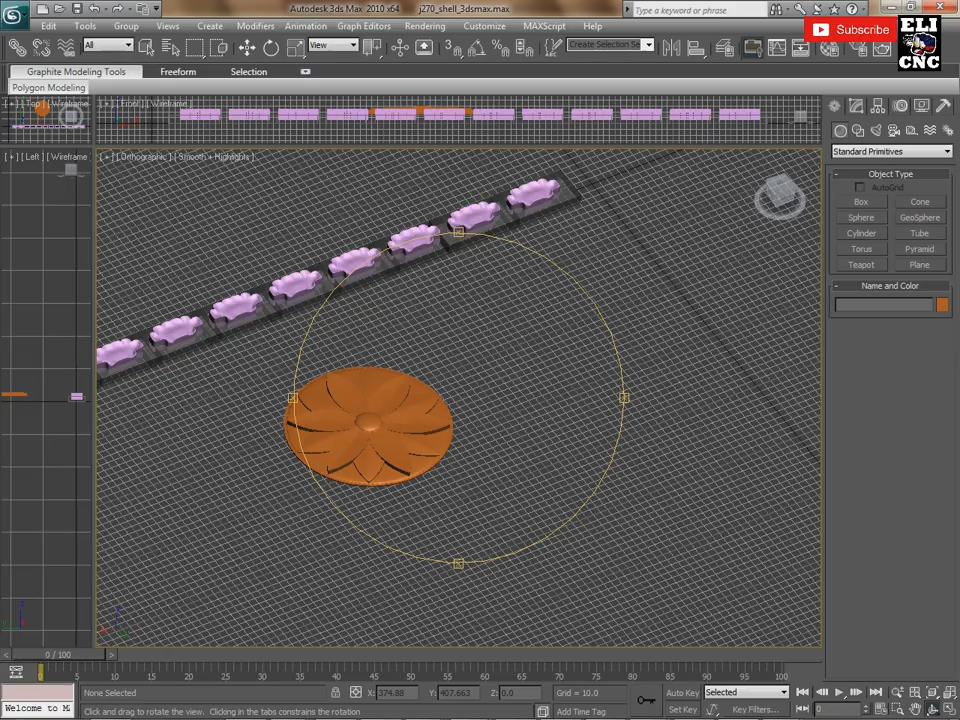 Autodesk 3ds Max 2010 x64 j270_shell_3dsmax.max
Type a keyword or phrase
Edit Tools Group Views Create Modifiers Animation Graph Editors Rendering Customize MAXScript Help
Subscribe
ELI
CNC
All
View
Create Selection Se
Graphite Modeling Tools Freeform Selection
Polygon Modeling
[ + ] [ Top ] [ Wireframe
[ + ] [ Front ] [ Wireframe ]
[ + ] [ Left ] [ Wireframe
[ + ] [ Orthographic ] [ Smooth + Highlights ]
Standard Primitives
- Object Type
AutoGrid
Box Cone
Sphere GeoSphere
Cylinder Tube
Torus Pyramid
Teapot Plane
- Name and Color
< 0 / 100 >
0 5 10 15 20 25 30 35 40 45 50 55 60 65 70 75 80 85 90 95 100
None Selected X: 374.88 Y: 407.663 Z: 0.0 Grid = 10.0 Auto Key Selected
Welcome to M Click and drag to rotate the view. Clicking in the tabs constrains the rotation Add Time Tag Set Key Key Filters... 0